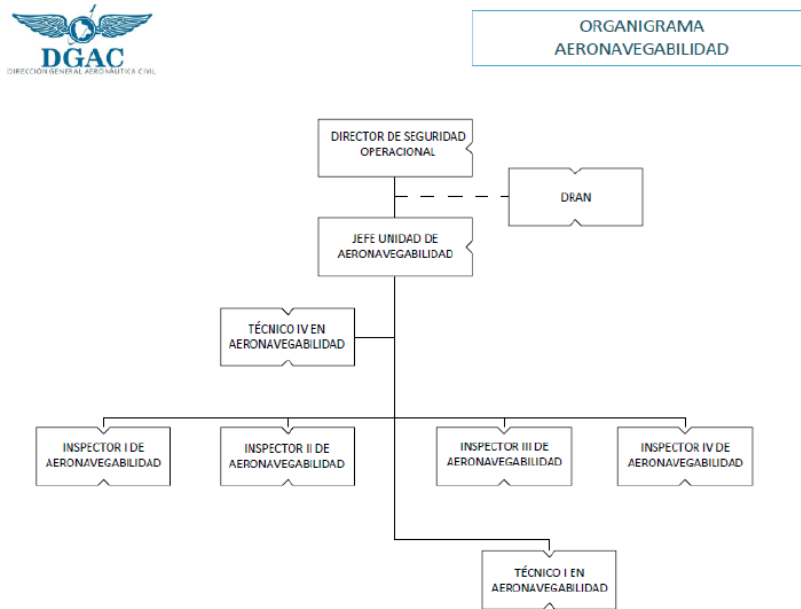 DGAC
DIRECCIÓN GENERAL AERONÁUTICA CIVIL
ORGANIGRAMA
AERONAVEGABILIDAD
DIRECTOR DE SEGURIDAD
OPERACIONAL
DRAN
JEFE UNIDAD DE
AERONAVEGABILIDAD
TÉCNICO IV EN
AERONAVEGABILIDAD
INSPECTOR I DE
AERONAVEGABILIDAD
INSPECTOR II DE
AERONAVEGABILIDAD
INSPECTOR III DE
AERONAVEGABILIDAD
INSPECTOR IV DE
AERONAVEGABILIDAD
TÉCNICO I EN
AERONAVEGABILIDAD